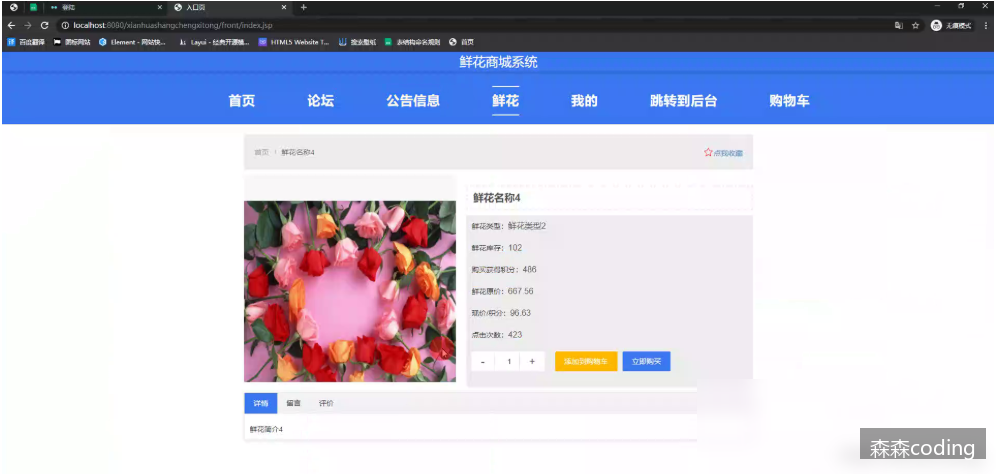 登陆
入口页
localhost:8080/xianhuashangchengxitong/front/index.jsp
无痕模式
百度翻译 图标网站 Element - 网站快... Layui - 经典开源模... HTML5 Website T... 搜索壁纸 表结构命名规则 首页
鲜花商城系统
首页 论坛 公告信息 鲜花 我的 跳转到后台 购物车
首页 鲜花名称4
点我收藏
鲜花名称4
鲜花类型：鲜花类型2
鲜花库存：102
购买获得积分：486
鲜花原价：667.56
现价/积分：96.63
点击次数：423
- 1 + 添加到购物车 立即购买
详情 留言 评价
鲜花简介4
森森coding